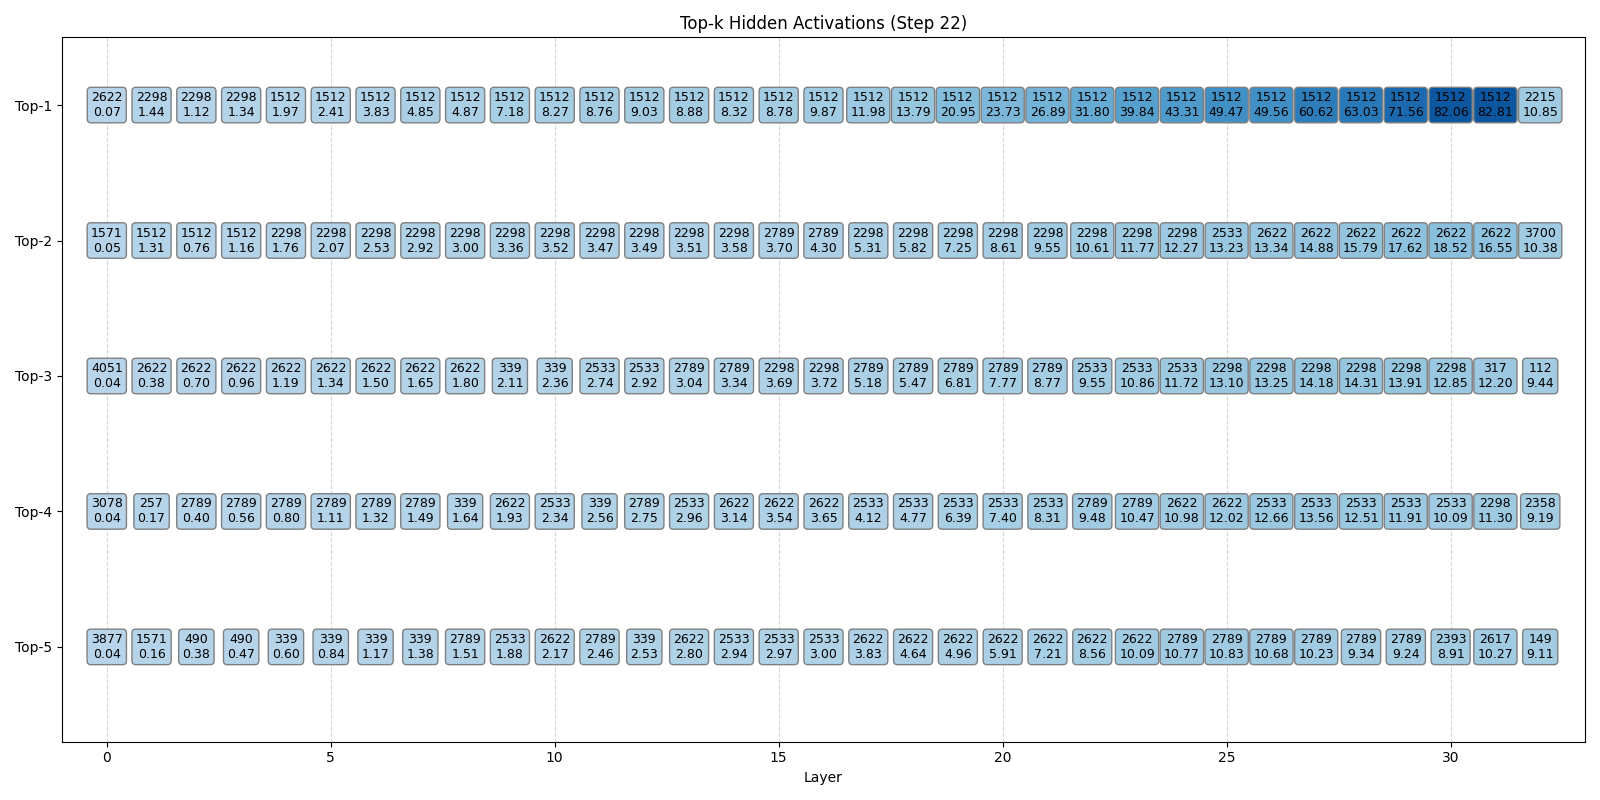 Top-k Hidden Activations (Step 22)
Top-1
2622 2298 2298 2298 1512 1512 1512 1512 1512 1512 1512 1512 1512 1512 1512 1512 1512 1512 1512 1512 1512 1512 1512 1512 1512 1512 1512 1512 1512 1512 1512 1512 2215
0.07 1.44 1.12 1.34 1.97 2.41 3.83 4.85 4.87 7.18 8.27 8.76 9.03 8.88 8.32 8.78 9.87 11.98 13.79 20.95 23.73 26.89 31.80 39.84 43.31 49.47 49.56 60.62 63.03 71.56 82.06 82.81 10.85
Top-2
1571 1512 1512 1512 2298 2298 2298 2298 2298 2298 2298 2298 2298 2298 2298 2789 2789 2298 2298 2298 2298 2298 2298 2298 2298 2533 2622 2622 2622 2622 2622 2622 3700
0.05 1.31 0.76 1.16 1.76 2.07 2.53 2.92 3.00 3.36 3.52 3.47 3.49 3.51 3.58 3.70 4.30 5.31 5.82 7.25 8.61 9.55 10.61 11.77 12.27 13.23 13.34 14.88 15.79 17.62 18.52 16.55 10.38
Top-3
4051 2622 2622 2622 2622 2622 2622 2622 2622 339 339 2533 2533 2789 2789 2298 2298 2789 2789 2789 2789 2789 2533 2533 2533 2298 2298 2298 2298 2298 2298 317 112
0.04 0.38 0.70 0.96 1.19 1.34 1.50 1.65 1.80 2.11 2.36 2.74 2.92 3.04 3.34 3.69 3.72 5.18 5.47 6.81 7.77 8.77 9.55 10.86 11.72 13.10 13.25 14.18 14.31 13.91 12.85 12.20 9.44
Top-4
3078 257 2789 2789 2789 2789 2789 2789 339 2622 2533 339 2789 2533 2622 2622 2622 2533 2533 2533 2533 2533 2789 2789 2622 2622 2533 2533 2533 2533 2533 2298 2358
0.04 0.17 0.40 0.56 0.80 1.11 1.32 1.49 1.64 1.93 2.34 2.56 2.75 2.96 3.14 3.54 3.65 4.12 4.77 6.39 7.40 8.31 9.48 10.47 10.98 12.02 12.66 13.56 12.51 11.91 10.09 11.30 9.19
Top-5
3877 1571 490 490 339 339 339 339 2789 2533 2622 2789 339 2622 2533 2533 2533 2622 2622 2622 2622 2622 2622 2622 2789 2789 2789 2789 2789 2789 2393 2617 149
0.04 0.16 0.38 0.47 0.60 0.84 1.17 1.38 1.51 1.88 2.17 2.46 2.53 2.80 2.94 2.97 3.00 3.83 4.64 4.96 5.91 7.21 8.56 10.09 10.77 10.83 10.68 10.23 9.34 9.24 8.91 10.27 9.11
0 5 10 15 20 25 30
Layer